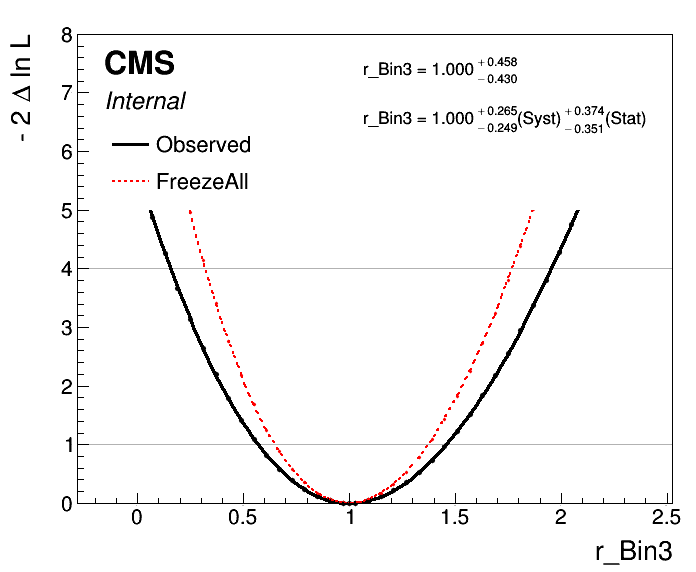 - 2 Δ ln L
8
7
6
5
4
3
2
1
0
CMS
Internal
Observed
FreezeAll
r_Bin3 = 1.000 +0.458 −0.430
r_Bin3 = 1.000 +0.265 −0.249 (Syst) +0.374 −0.351 (Stat)
0 0.5 1 1.5 2 2.5
r_Bin3